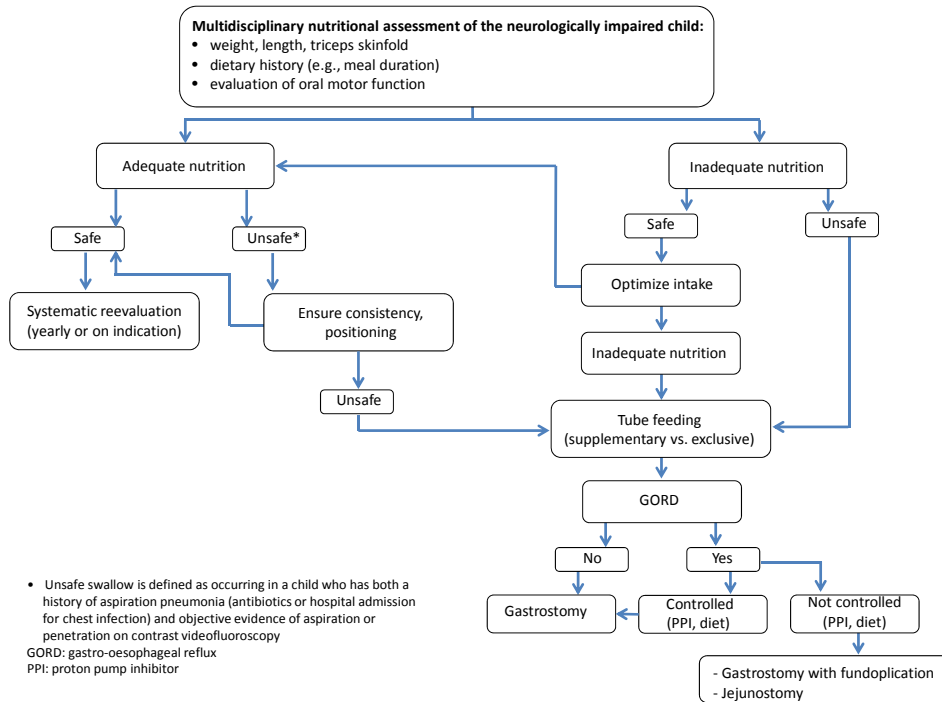 Multidisciplinary nutritional assessment of the neurologically impaired child:
• weight, length, triceps skinfold
• dietary history (e.g., meal duration)
• evaluation of oral motor function
Adequate nutrition
Inadequate nutrition
Safe
Unsafe*
Safe
Unsafe
Systematic reevaluation
(yearly or on indication)
Ensure consistency,
positioning
Optimize intake
Inadequate nutrition
Unsafe
Tube feeding
(supplementary vs. exclusive)
GORD
No
Yes
Gastrostomy
Controlled
(PPI, diet)
Not controlled
(PPI, diet)
- Gastrostomy with fundoplication
- Jejunostomy
• Unsafe swallow is defined as occurring in a child who has both a
history of aspiration pneumonia (antibiotics or hospital admission
for chest infection) and objective evidence of aspiration or
penetration on contrast videofluoroscopy
GORD: gastro-oesophageal reflux
PPI: proton pump inhibitor